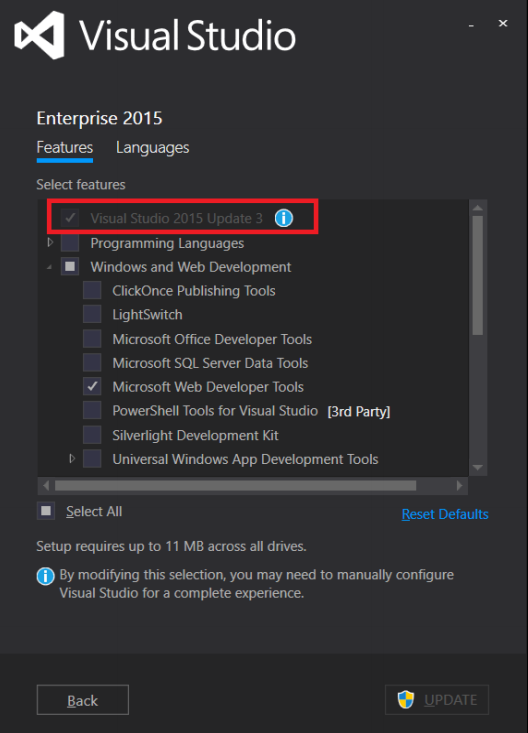 Visual Studio
Enterprise 2015
Features Languages
Select features
Visual Studio 2015 Update 3
Programming Languages
Windows and Web Development
ClickOnce Publishing Tools
LightSwitch
Microsoft Office Developer Tools
Microsoft SQL Server Data Tools
Microsoft Web Developer Tools
PowerShell Tools for Visual Studio [3rd Party]
Silverlight Development Kit
Universal Windows App Development Tools
Select All
Reset Defaults
Setup requires up to 11 MB across all drives.
By modifying this selection, you may need to manually configure
Visual Studio for a complete experience.
Back
UPDATE